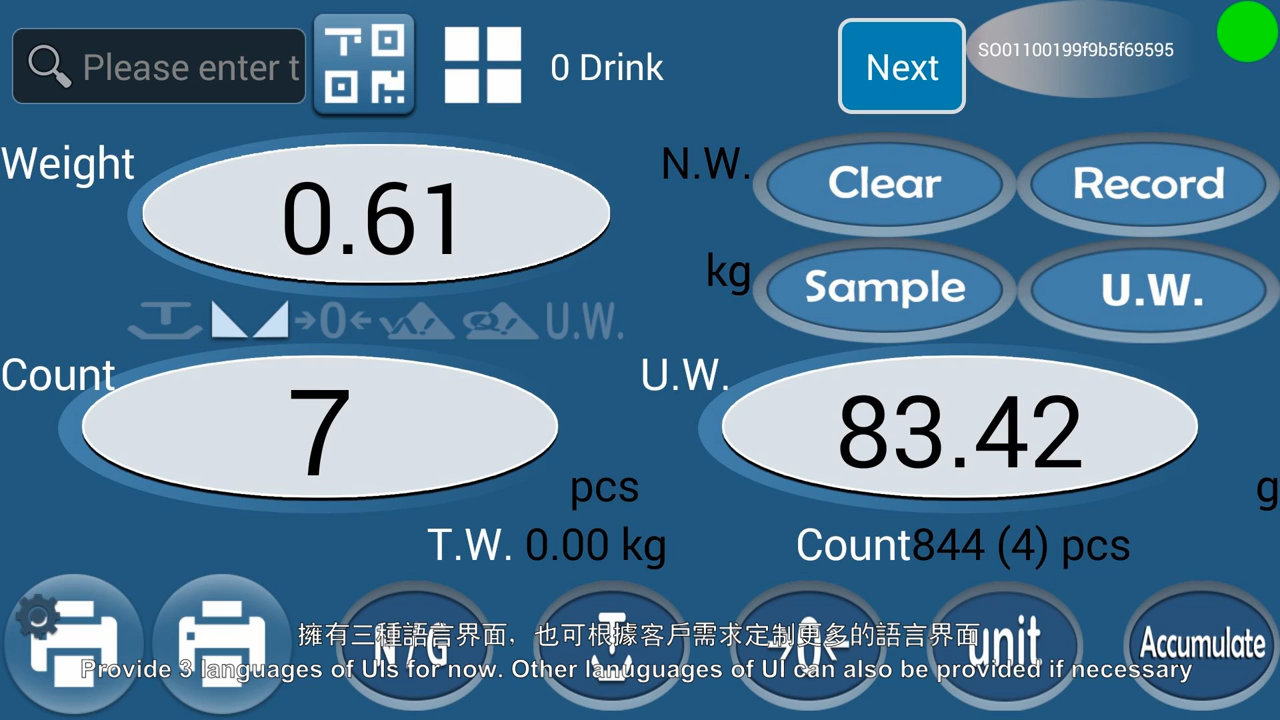 Please enter t
0 Drink
Next
SO01100199f9b5f69595
Weight
0.61
N.W.
kg
Clear
Record
Sample
U.W.
→0← U.W.
Count
7
pcs
U.W.
83.42
g
T.W. 0.00 kg
Count844 (4) pcs
N/G
→0←
unit
Accumulate
擁有三種語言界面，也可根據客戶需求定制更多的語言界面
Provide 3 languages of UIs for now. Other lanuguages of UI can also be provided if necessary